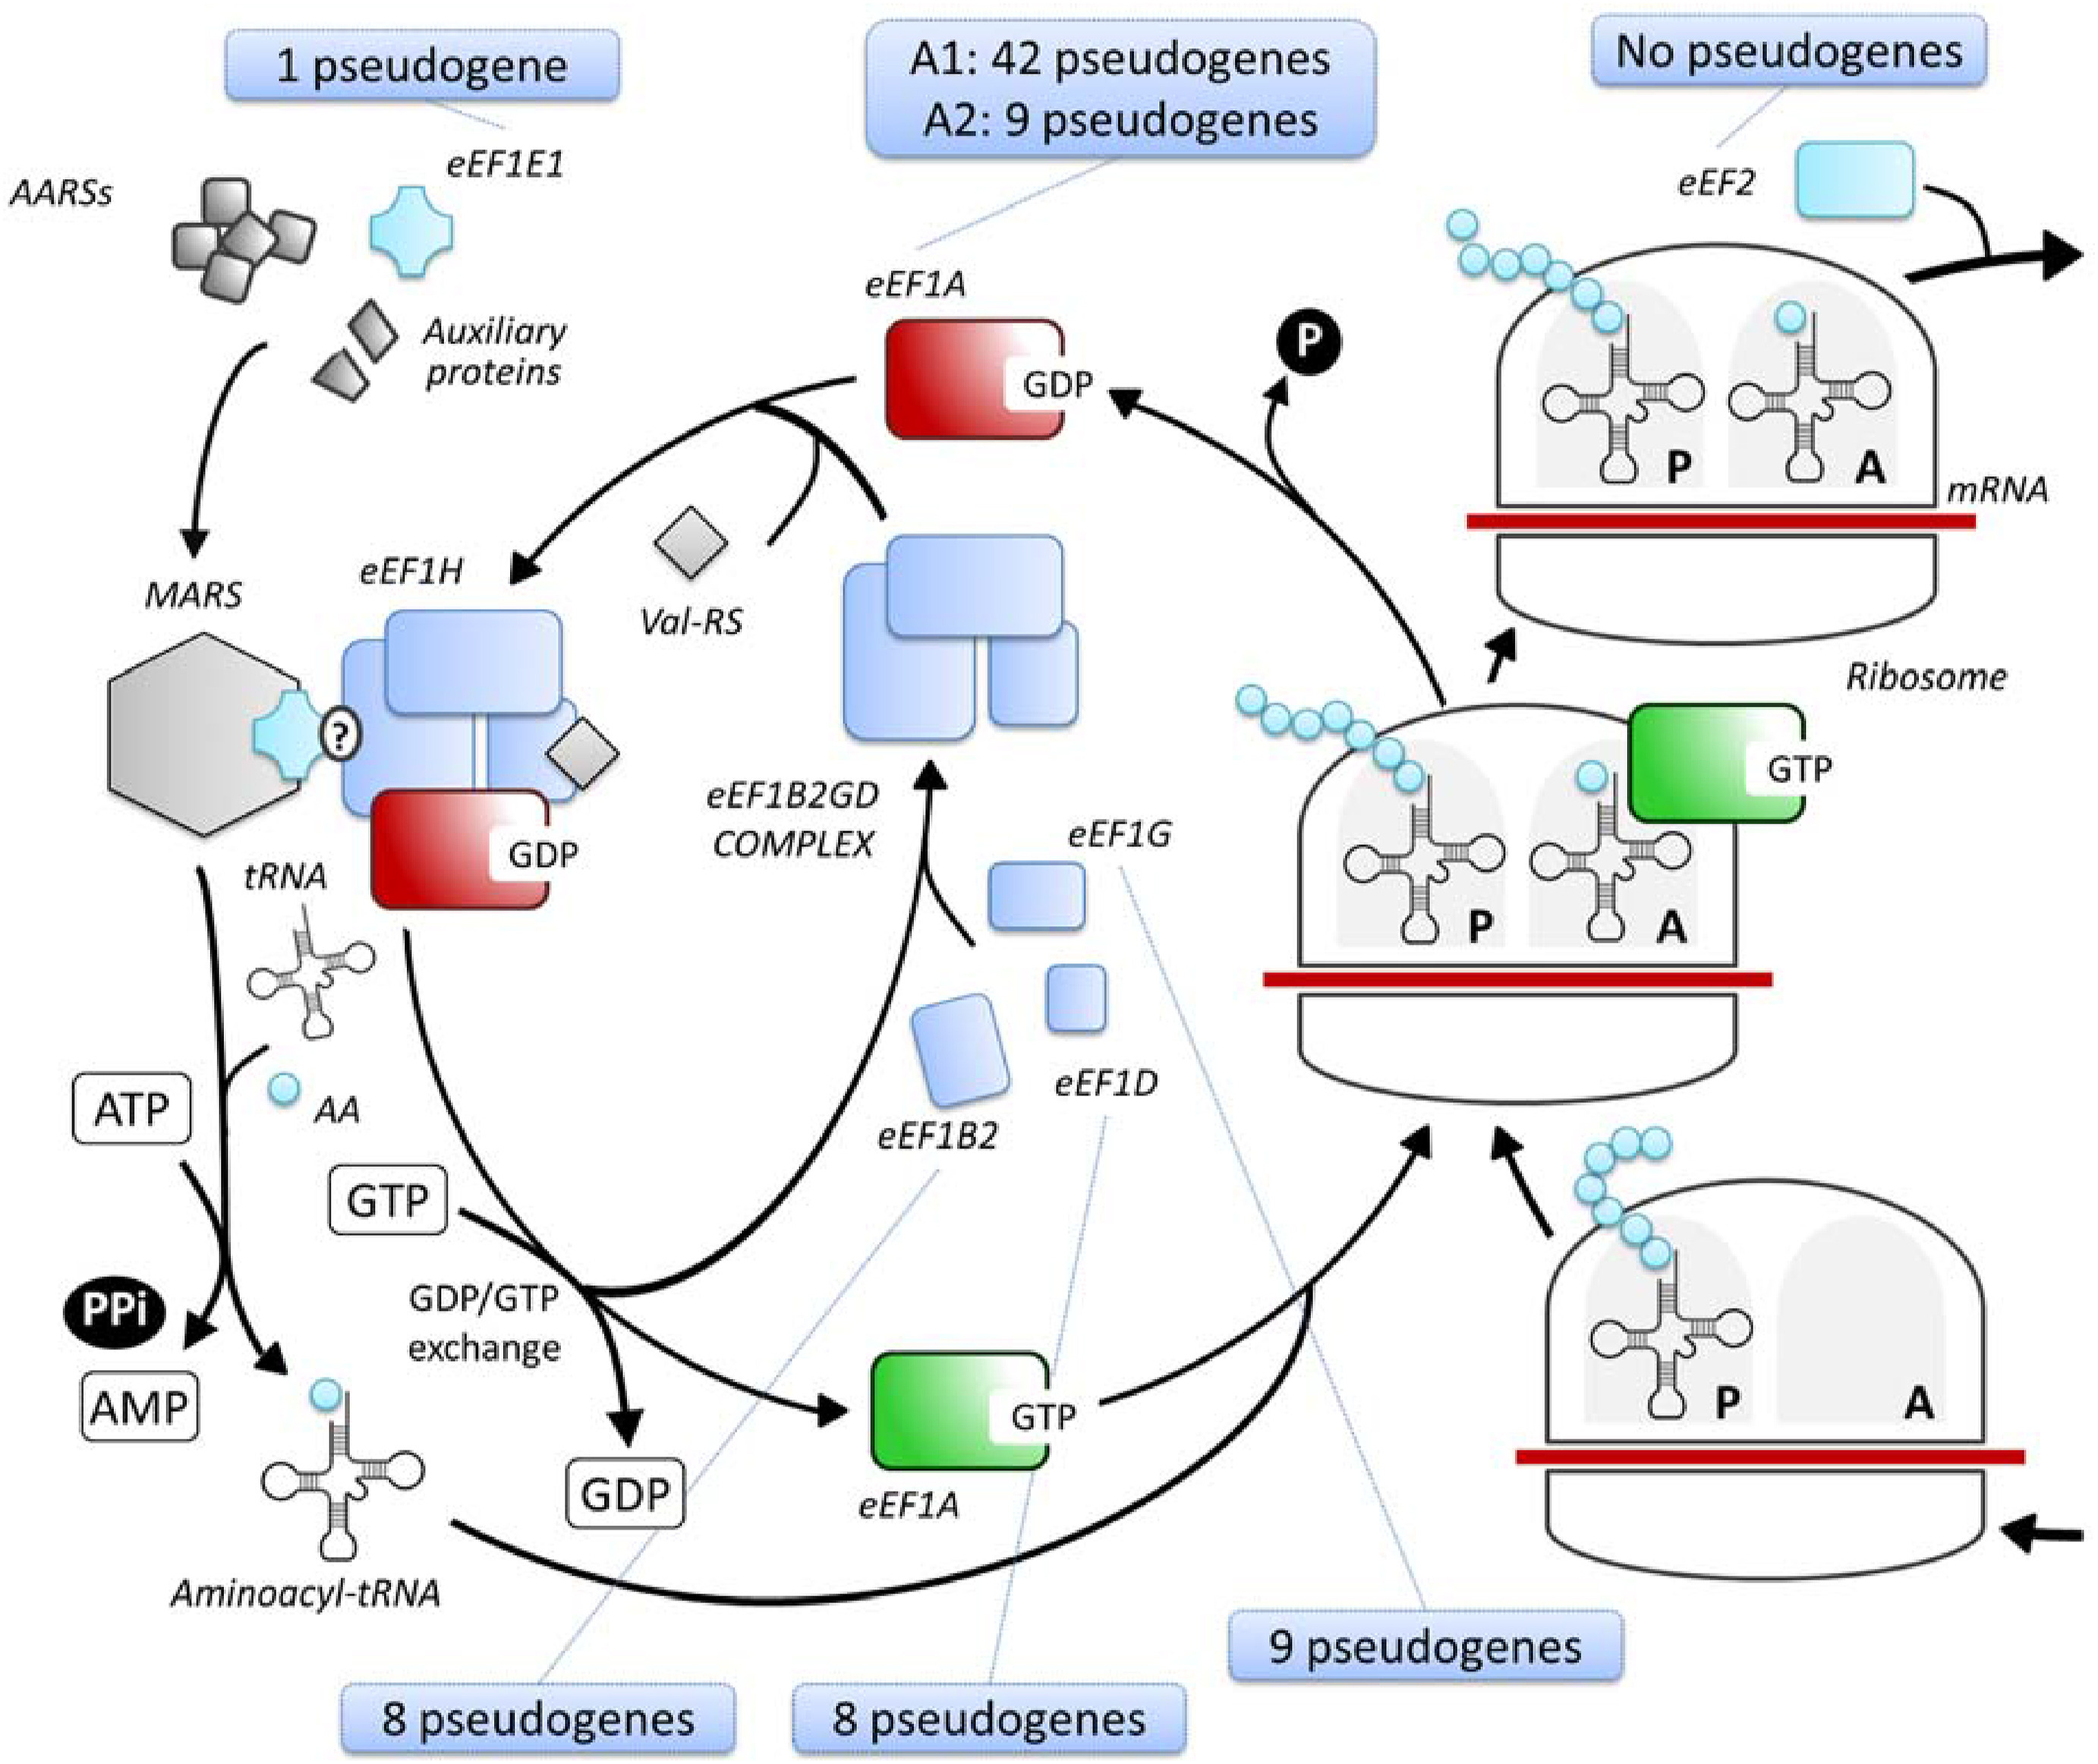 1 pseudogene
A1: 42 pseudogenes
A2: 9 pseudogenes
No pseudogenes
eEF1E1
AARSs
eEF2
Auxiliary
proteins
eEF1A
GDP
P
P
A
mRNA
MARS
eEF1H
Val-RS
Ribosome
?
GTP
eEF1B2GD
COMPLEX
eEF1G
GDP
tRNA
P
A
ATP
AA
eEF1D
eEF1B2
GTP
PPi
GDP/GTP
exchange
AMP
GTP
P
A
GDP
eEF1A
Aminoacyl-tRNA
9 pseudogenes
8 pseudogenes
8 pseudogenes